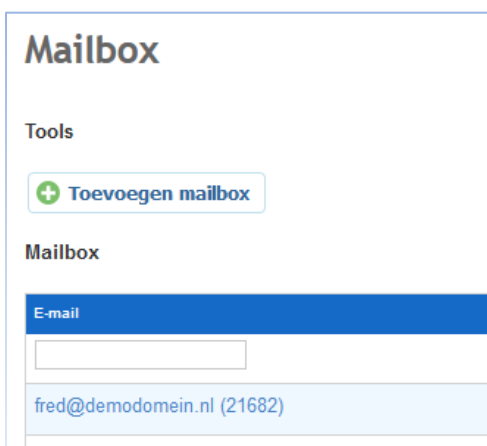 Mailbox
Tools
Toevoegen mailbox
Mailbox
E-mail
fred@demodomein.nl (21682)